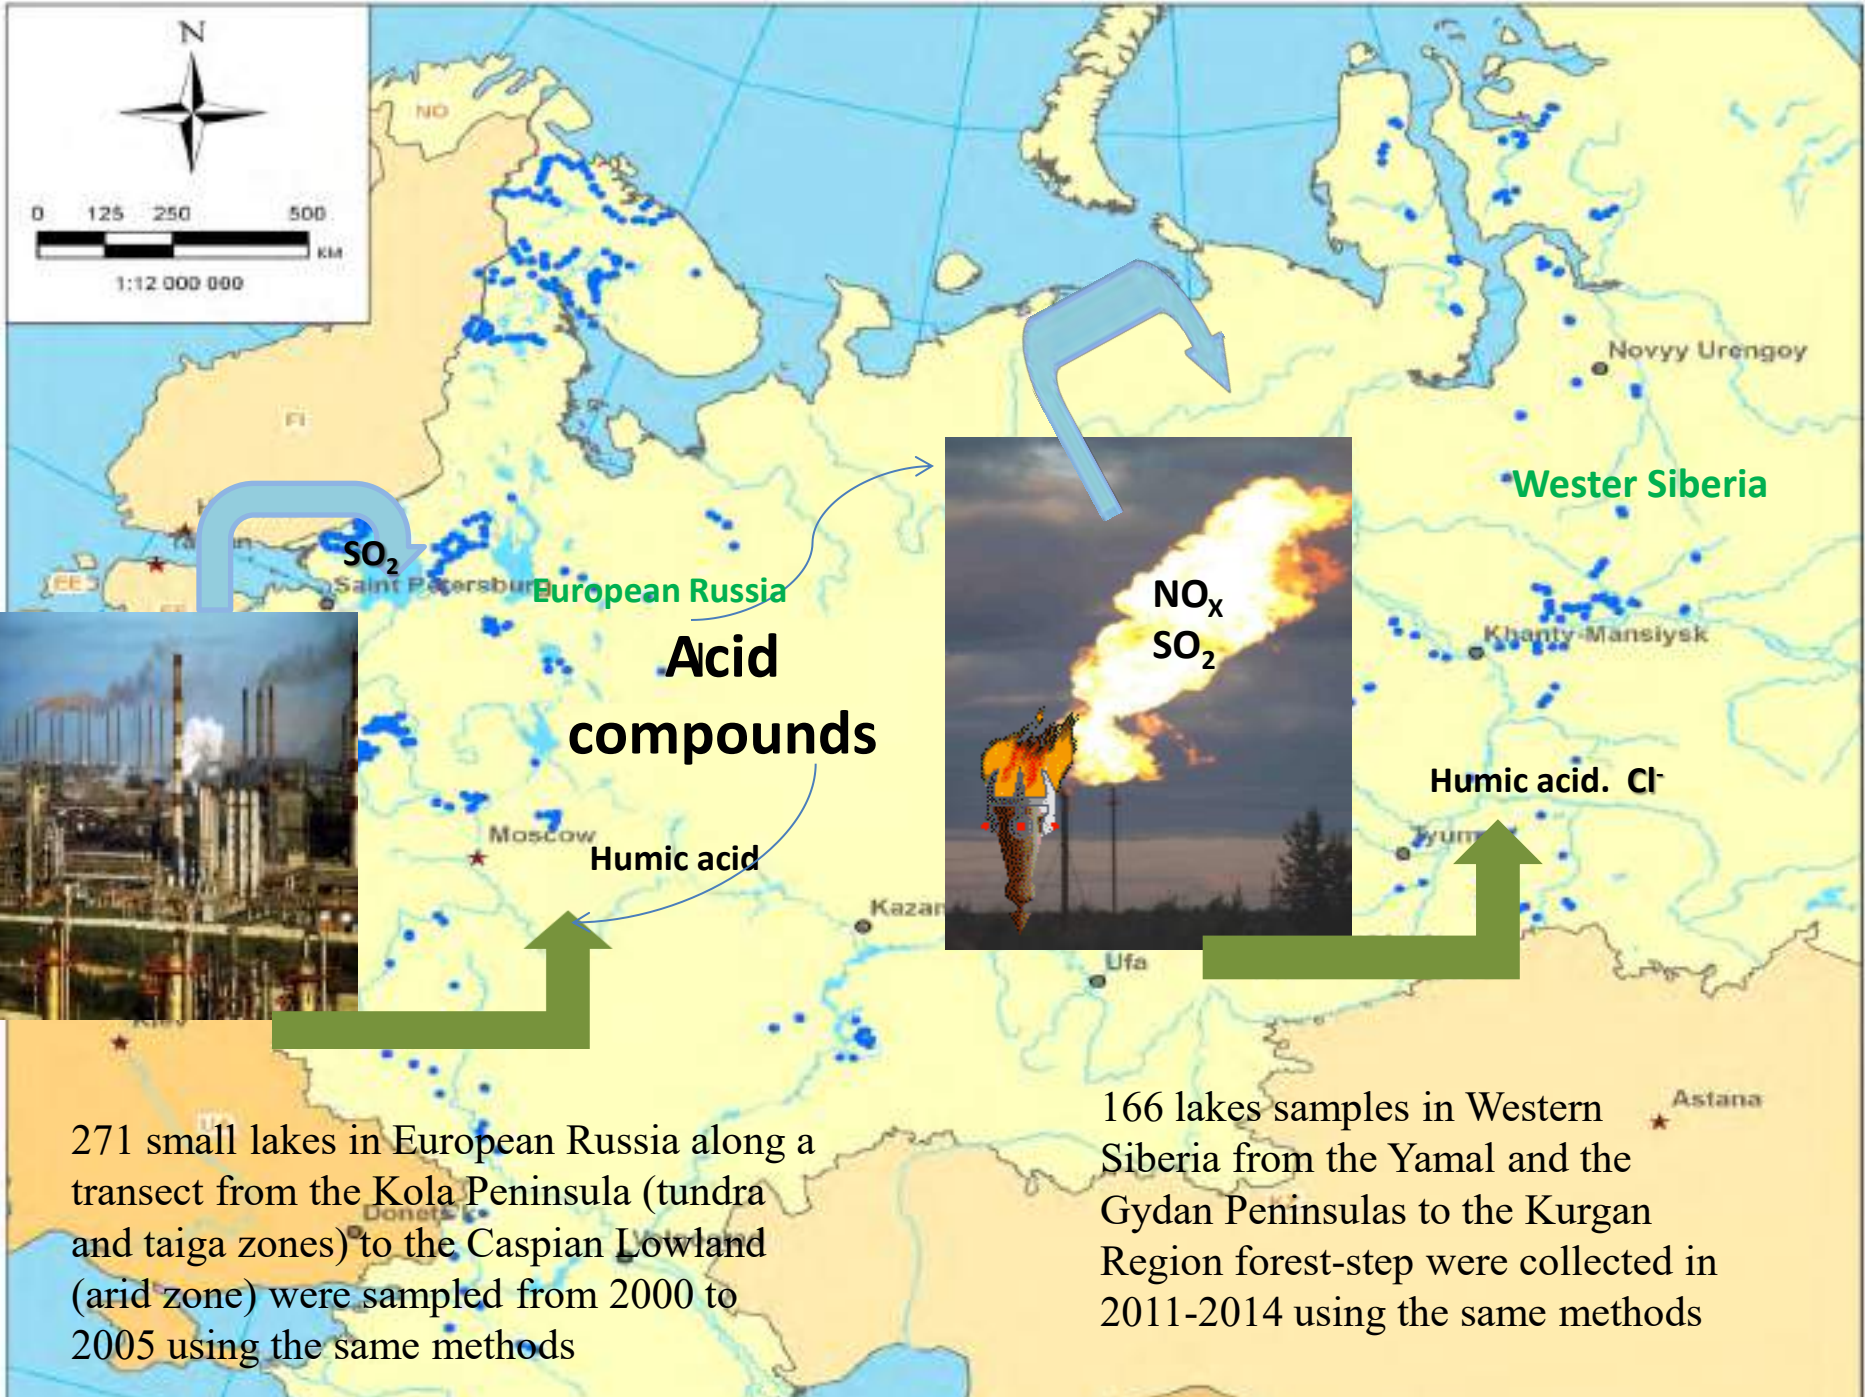 N
NO
0 125 250 500
KM
1:12 000 000
Novyy Urengoy
FI
Wester Siberia
SO₂
EE
Saint Petersburg
European Russia
NOX
SO₂
Khanty-Mansiysk
Acid
compounds
Humic acid. Cl⁻
Moscow
Humic acid
Kazan
Ufa
Kiev
Astana
271 small lakes in European Russia along a
transect from the Kola Peninsula (tundra
and taiga zones) to the Caspian Lowland
(arid zone) were sampled from 2000 to
2005 using the same methods
Donets'k
166 lakes samples in Western
Siberia from the Yamal and the
Gydan Peninsulas to the Kurgan
Region forest-step were collected in
2011-2014 using the same methods